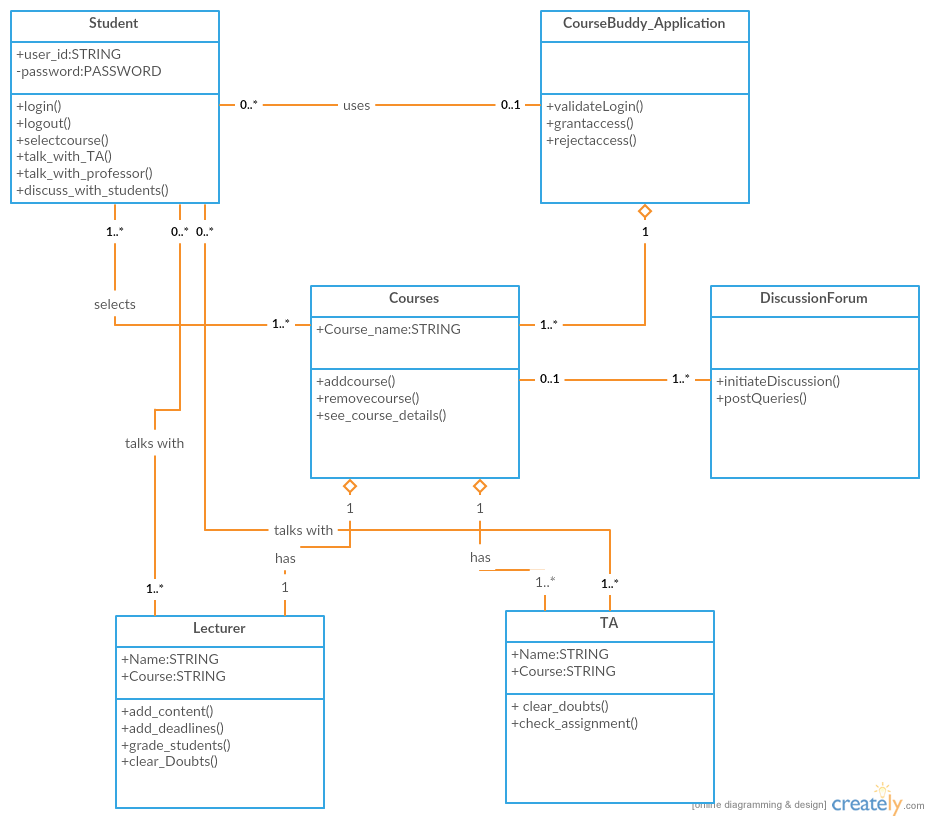 Student
+user_id:STRING
-password:PASSWORD
+login()
+logout()
+selectcourse()
+talk_with_TA()
+talk_with_professor()
+discuss_with_students()
0..*
uses
0..1
CourseBuddy_Application
+validateLogin()
+grantaccess()
+rejectaccess()
1..*
0..*
0..*
1
selects
1..*
Courses
+Course_name:STRING
+addcourse()
+removecourse()
+see_course_details()
1..*
0..1
1..*
DiscussionForum
+initiateDiscussion()
+postQueries()
talks with
1
1
talks with
has
has
1..*
1
1..*
1..*
Lecturer
+Name:STRING
+Course:STRING
+add_content()
+add_deadlines()
+grade_students()
+clear_Doubts()
TA
+Name:STRING
+Course:STRING
+ clear_doubts()
+check_assignment()
[online diagramming & design] creately.com